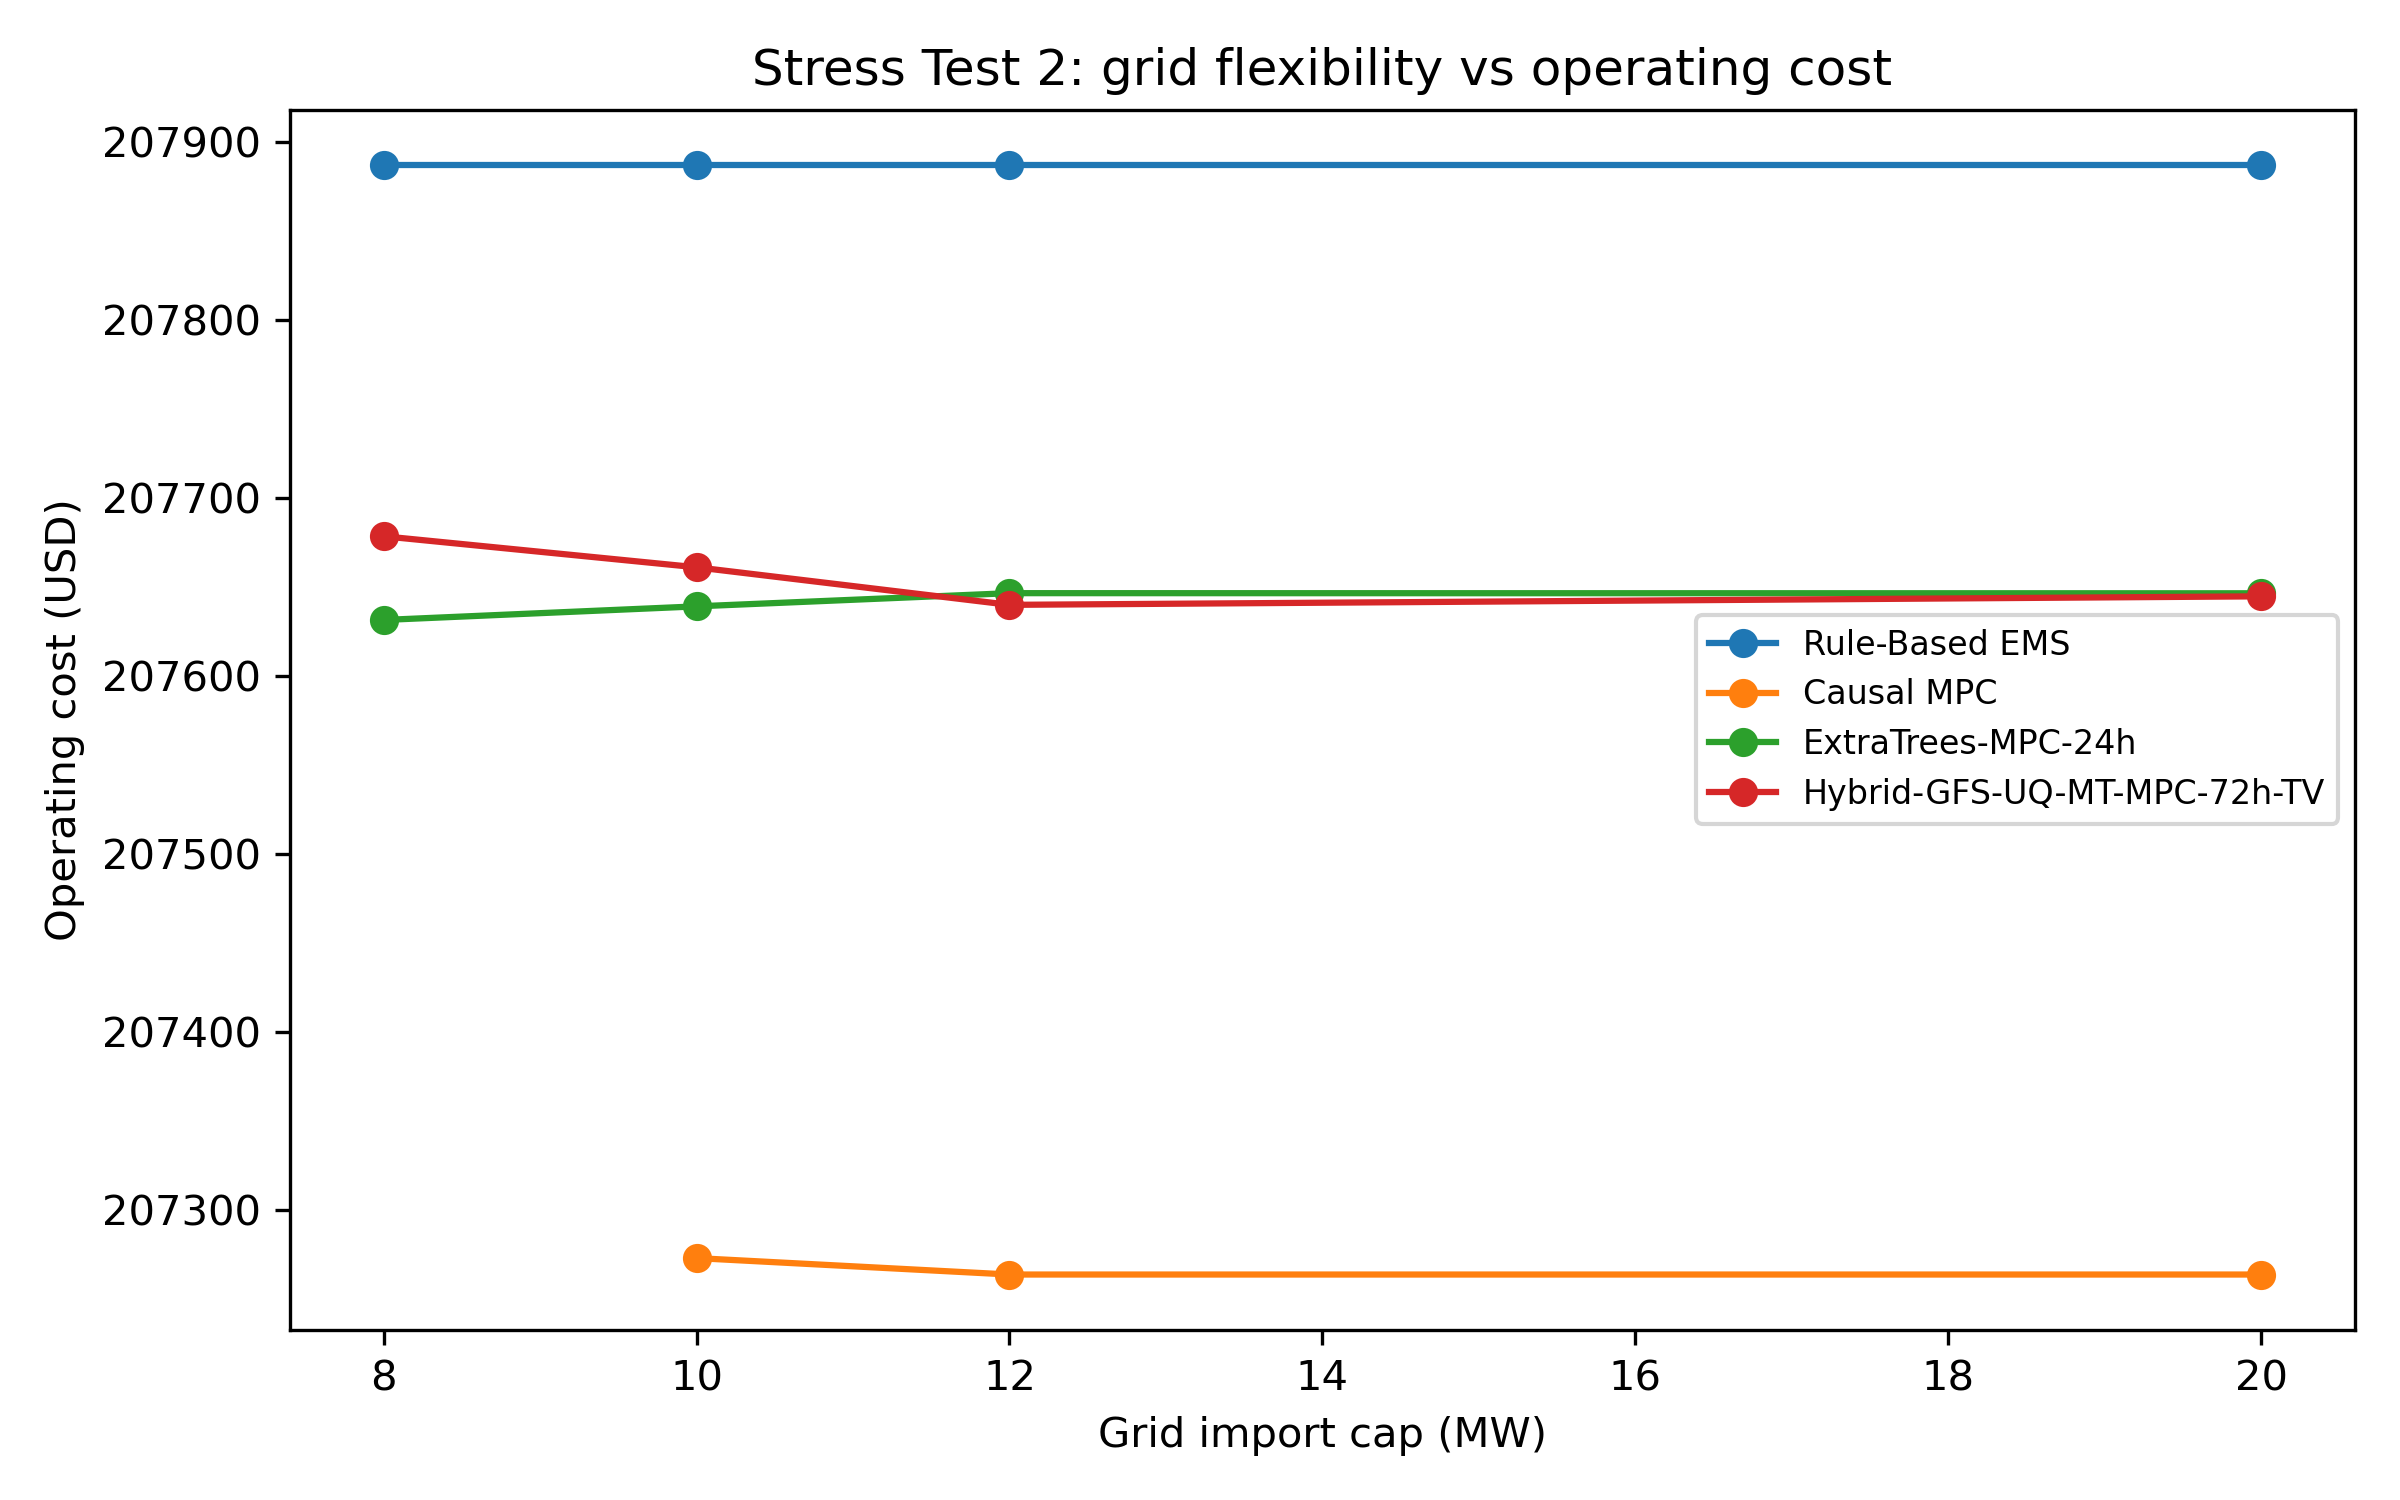 Stress Test 2: grid flexibility vs operating cost
207900
207800
207700
207600
207500
207400
207300
Operating cost (USD)
Rule-Based EMS
Causal MPC
ExtraTrees-MPC-24h
Hybrid-GFS-UQ-MT-MPC-72h-TV
8 10 12 14 16 18 20
Grid import cap (MW)